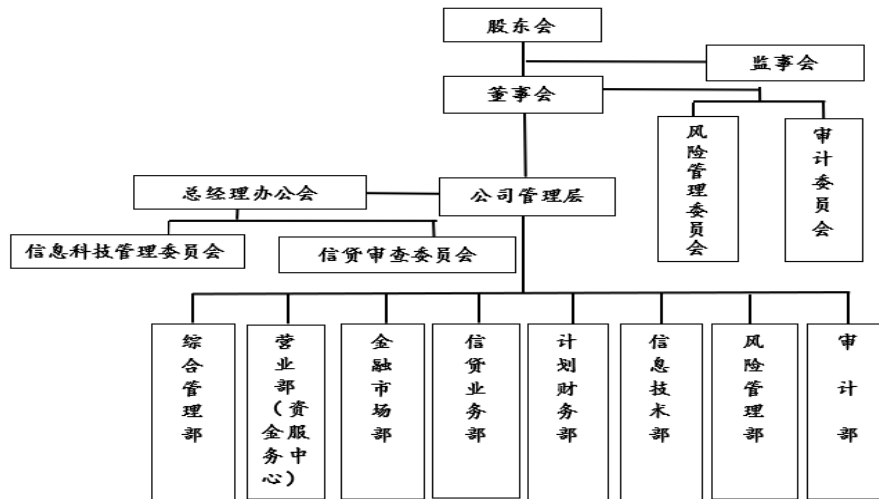 股东会
监事会
董事会
风险管理委员会
审计委员会
总经理办公会
公司管理层
信息科技管理委员会
信贷审查委员会
综合管理部
营业部（资金服务中心）
金融市场部
信贷业务部
计划财务部
信息技术部
风险管理部
审计部